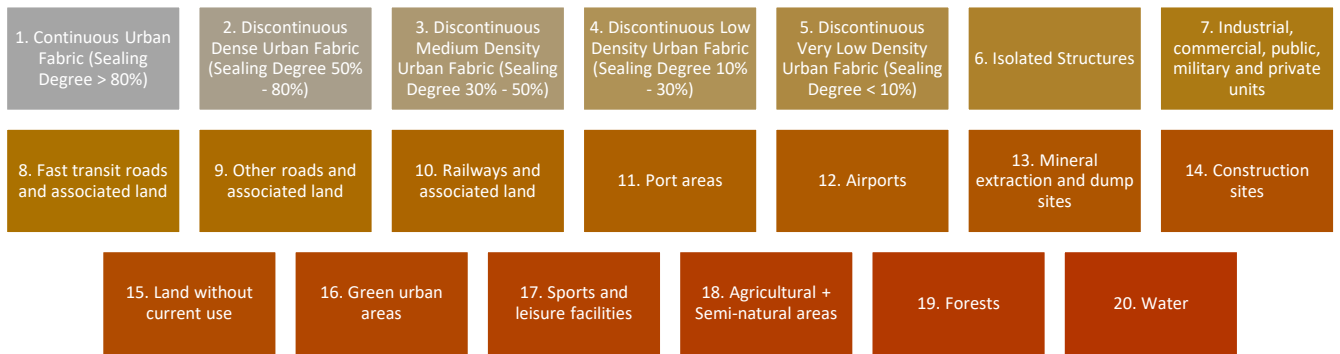 1. Continuous Urban
Fabric (Sealing
Degree > 80%)
2. Discontinuous
Dense Urban Fabric
(Sealing Degree 50%
- 80%)
3. Discontinuous
Medium Density
Urban Fabric (Sealing
Degree 30% - 50%)
4. Discontinuous Low
Density Urban Fabric
(Sealing Degree 10%
- 30%)
5. Discontinuous
Very Low Density
Urban Fabric (Sealing
Degree < 10%)
6. Isolated Structures
7. Industrial,
commercial, public,
military and private
units
8. Fast transit roads
and associated land
9. Other roads and
associated land
10. Railways and
associated land
11. Port areas
12. Airports
13. Mineral
extraction and dump
sites
14. Construction
sites
15. Land without
current use
16. Green urban
areas
17. Sports and
leisure facilities
18. Agricultural +
Semi-natural areas
19. Forests
20. Water